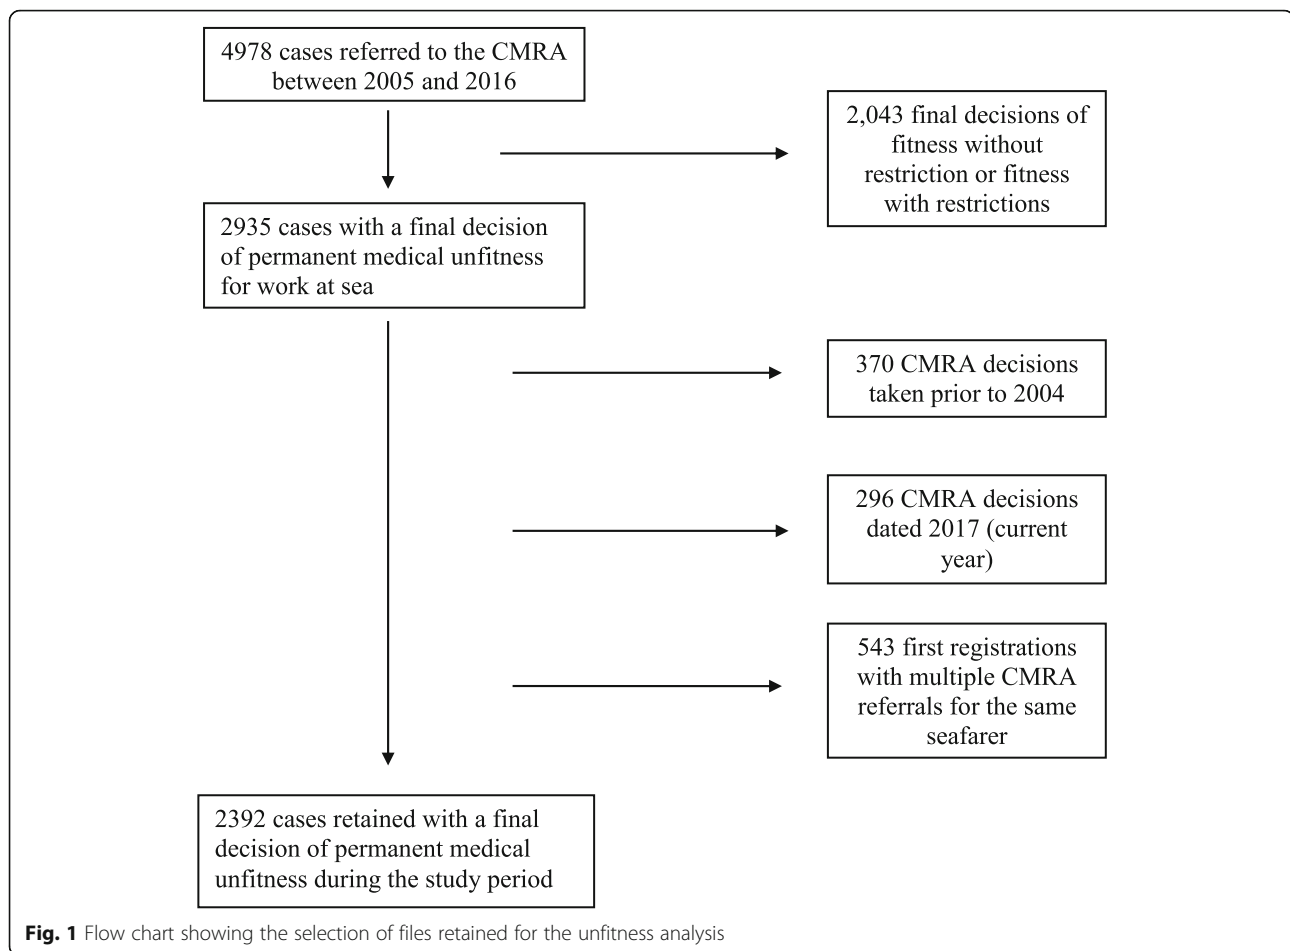 4978 cases referred to the CMRA
between 2005 and 2016
2,043 final decisions of
fitness without
restriction or fitness
with restrictions
2935 cases with a final decision
of permanent medical unfitness
for work at sea
370 CMRA decisions
taken prior to 2004
296 CMRA decisions
dated 2017 (current
year)
543 first registrations
with multiple CMRA
referrals for the same
seafarer
2392 cases retained with a final
decision of permanent medical
unfitness during the study period
Fig. 1 Flow chart showing the selection of files retained for the unfitness analysis